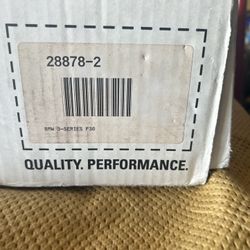 28878-2
BMW 3-SERIES F30
QUALITY. PERFORMANCE.